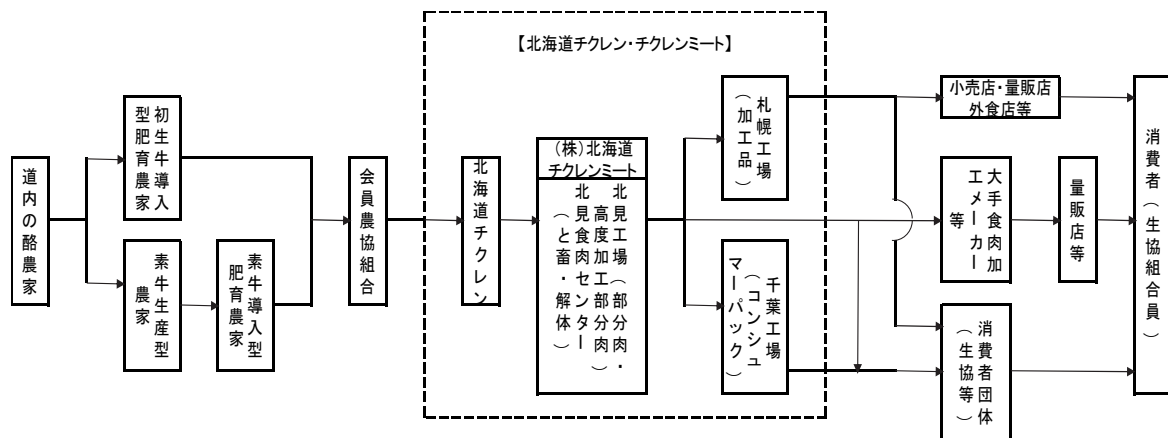 【北海道チクレン・チクレンミート】
道内の酪農家
初生牛導入
型肥育農家
素牛生産型
農家
素牛導入型
肥育農家
会員農協組合
北海道チクレン
(株)北海道
チクレンミート
北見工場(部分肉・
高度加工部分肉)
北見食肉センター
(と畜・解体)
札幌工場
(加工品)
千葉工場
(コンシュ
マーパック)
小売店・量販店
外食店等
大手食肉加
工メーカー
等
量販店等
消費者団体
(生協等)
消費者(生協組合員)